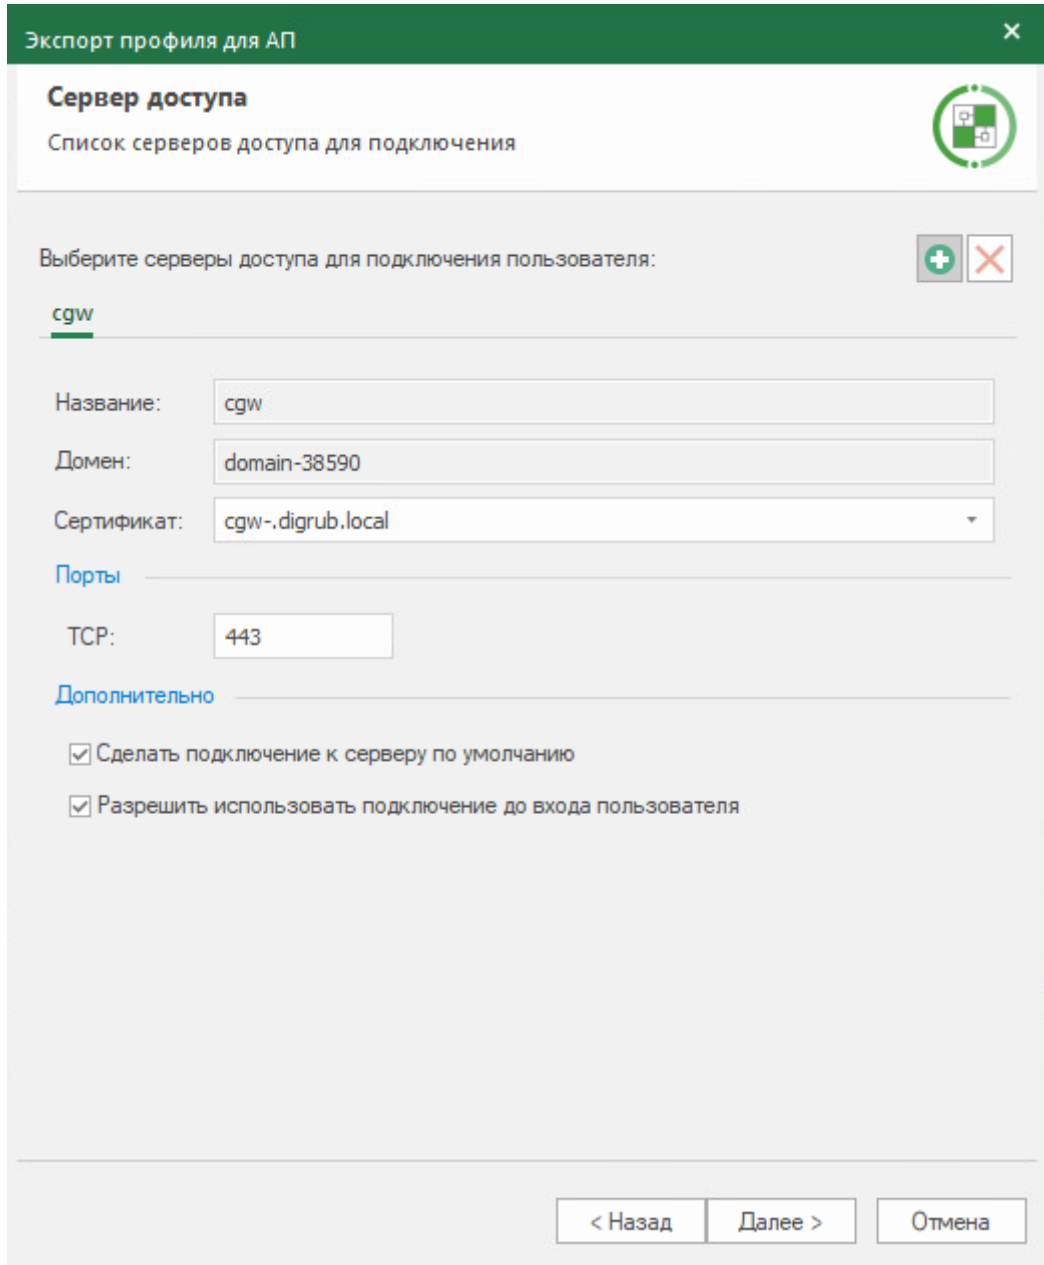 Экспорт профиля для АП
Сервер доступа
Список серверов доступа для подключения
Выберите серверы доступа для подключения пользователя:
cgw
Название: cgw
Домен: domain-38590
Сертификат: cgw-.digrub.local
Порты
TCP: 443
Дополнительно
Сделать подключение к серверу по умолчанию
Разрешить использовать подключение до входа пользователя
< Назад Далее > Отмена